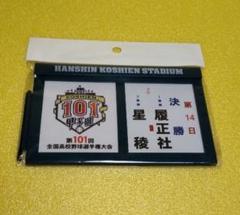 HANSHIN KOSHIEN STADIUM
101
第101回
全国高校野球選手権大会
第14日
決勝
履正社
星稜